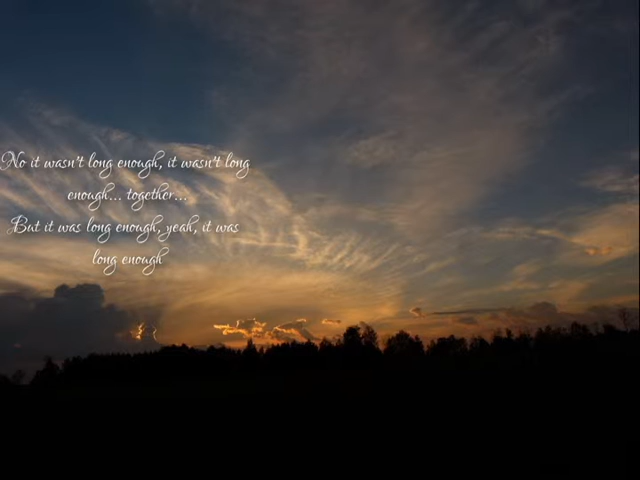 No it wasn't long enough, it wasn't long
enough... together...
But it was long enough, yeah, it was
long enough